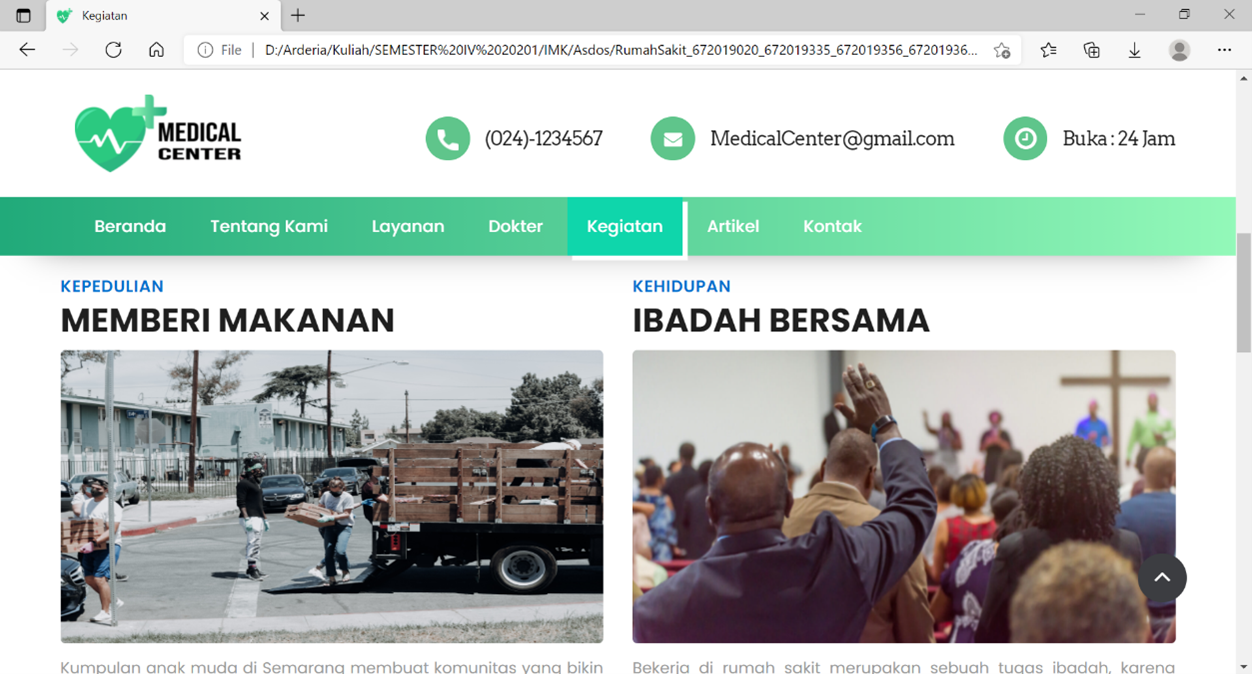 Kegiatan
File
D:/Arderia/Kuliah/SEMESTER%20IV%2020201/IMK/Asdos/RumahSakit_672019020_672019335_672019356_67201936...
MEDICAL
CENTER
(024)-1234567
MedicalCenter@gmail.com
Buka : 24 Jam
Beranda Tentang Kami Layanan Dokter Kegiatan Artikel Kontak
KEPEDULIAN
MEMBERI MAKANAN
Kumpulan anak muda di Semarang membuat komunitas yang bikin
KEHIDUPAN
IBADAH BERSAMA
Bekerja di rumah sakit merupakan sebuah tugas ibadah, karena